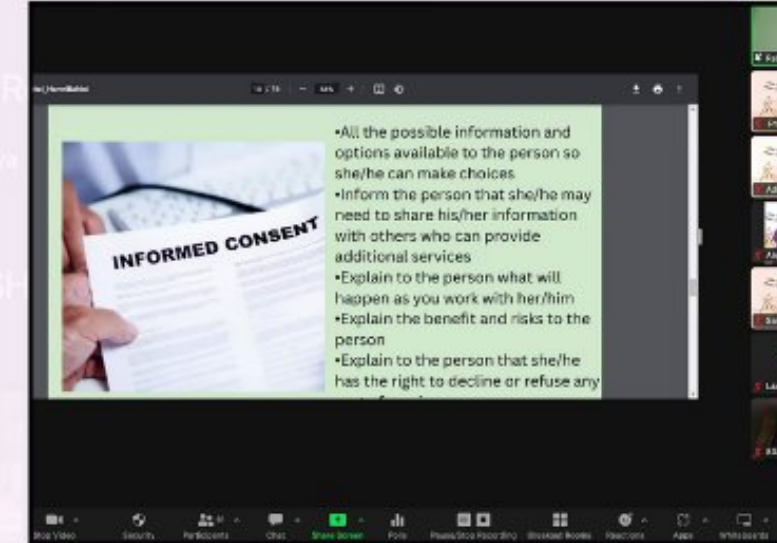 •All the possible information and
options available to the person so
she/he can make choices
•Inform the person that she/he may
need to share his/her information
with others who can provide
additional services
•Explain to the person what will
happen as you work with her/him
•Explain the benefit and risks to the
person
•Explain to the person that she/he
has the right to decline or refuse any
INFORMED CONSENT
Stop Video
Security
Participants
Chat
Share Screen
Polls
Pause/Stop Recording
Breakout Rooms
Reactions
Apps
Whiteboards